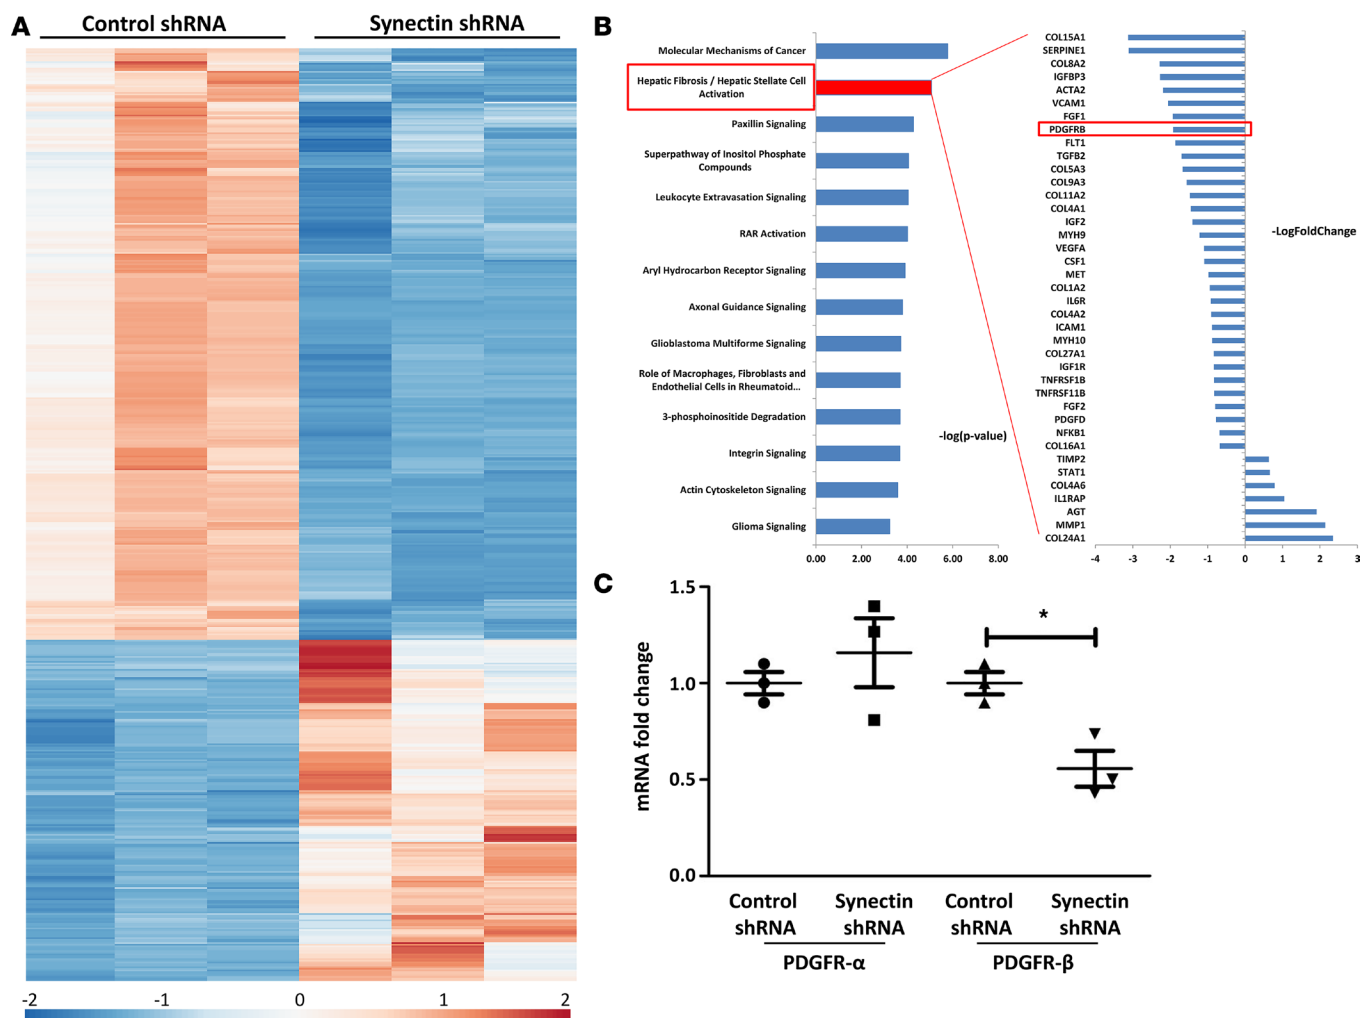 A
Control shRNA
Synectin shRNA
-2
-1
0
1
2
B
Molecular Mechanisms of Cancer
Hepatic Fibrosis / Hepatic Stellate Cell
Activation
Paxillin Signaling
Superpathway of Inositol Phosphate
Compounds
Leukocyte Extravasation Signaling
RAR Activation
Aryl Hydrocarbon Receptor Signaling
Axonal Guidance Signaling
Glioblastoma Multiforme Signaling
Role of Macrophages, Fibroblasts and
Endothelial Cells in Rheumatoid...
3-phosphoinositide Degradation
Integrin Signaling
Actin Cytoskeleton Signaling
Glioma Signaling
-log(p-value)
0.00
2.00
4.00
6.00
8.00
COL15A1
SERPINE1
COL8A2
IGFBP3
ACTA2
VCAM1
FGF1
PDGFRB
FLT1
TGFB2
COL5A3
COL9A3
COL11A2
COL4A1
IGF2
MYH9
VEGFA
CSF1
MET
COL1A2
IL6R
COL4A2
ICAM1
MYH10
COL27A1
IGF1R
TNFRSF1B
TNFRSF11B
FGF2
PDGFD
NFKB1
COL16A1
TIMP2
STAT1
COL4A6
IL1RAP
AGT
MMP1
COL24A1
-LogFoldChange
-4
-3
-2
-1
0
1
2
3
C
mRNA fold change
1.5
1.0
0.5
0.0
*
Control
shRNA
Synectin
shRNA
Control
shRNA
Synectin
shRNA
PDGFR-α
PDGFR-β